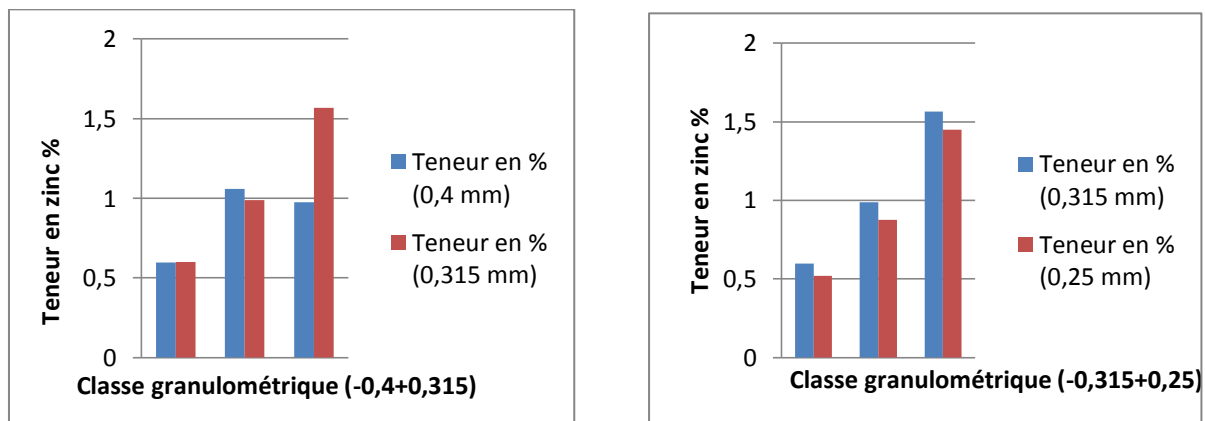 2
1,5
1
0,5
0
Teneur en zinc %
Teneur en %
(0,4 mm)
Teneur en %
(0,315 mm)
Classe granulométrique (-0,4+0,315)
2
1,5
1
0,5
0
Teneur en zinc %
Teneur en %
(0,315 mm)
Teneur en %
(0,25 mm)
Classe granulométrique (-0,315+0,25)